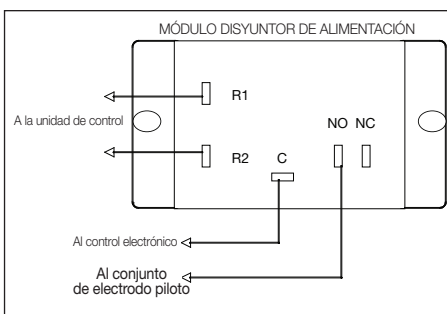 MÓDULO DISYUNTOR DE ALIMENTACIÓN
R1
A la unidad de control
NO NC
R2 C
Al control electrónico
Al conjunto
de electrodo piloto